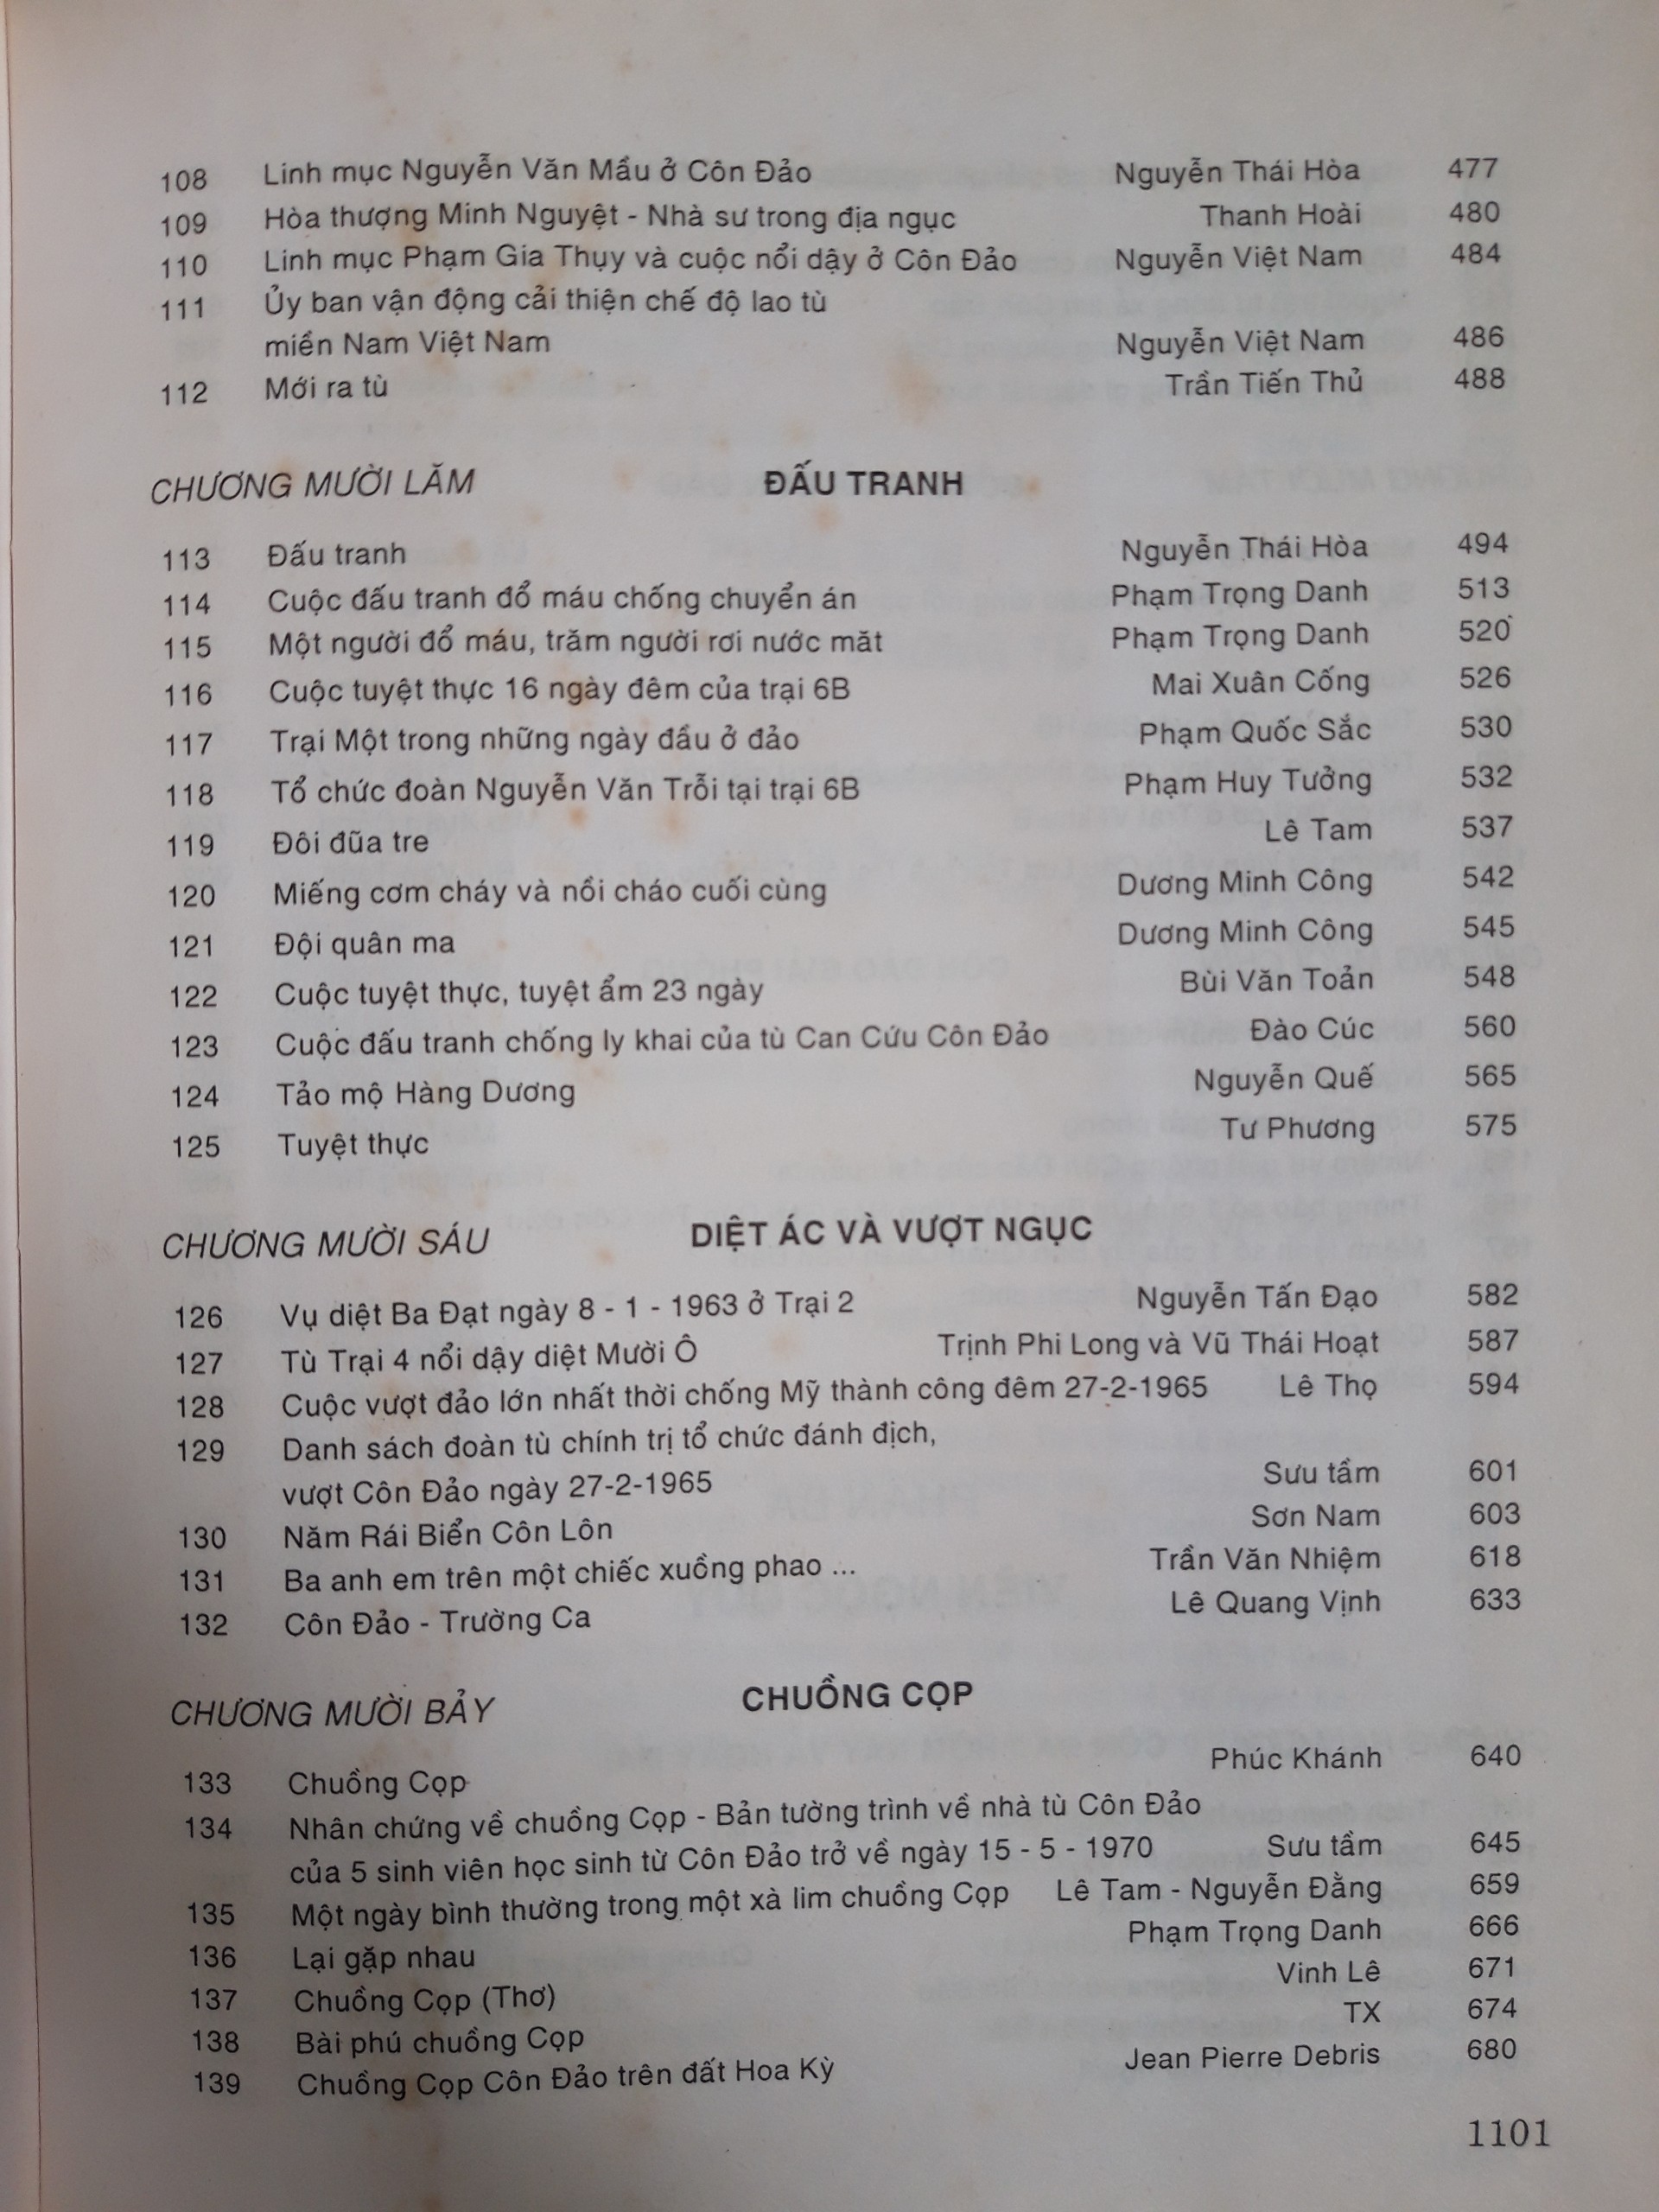 108 Linh mục Nguyễn Văn Mầu ở Côn Đảo Nguyễn Thái Hòa 477
109 Hòa thượng Minh Nguyệt - Nhà sư trong địa ngục Thanh Hoài 480
110 Linh mục Phạm Gia Thụy và cuộc nổi dậy ở Côn Đảo Nguyễn Việt Nam 484
111 Ủy ban vận động cải thiện chế độ lao tù
miền Nam Việt Nam Nguyễn Việt Nam 486
112 Mới ra tù Trần Tiến Thủ 488
CHƯƠNG MƯỜI LĂM ĐẤU TRANH
113 Đấu tranh Nguyễn Thái Hòa 494
114 Cuộc đấu tranh đổ máu chống chuyển án Phạm Trọng Danh 513
115 Một người đổ máu, trăm người rơi nước măt Phạm Trọng Danh 520
116 Cuộc tuyệt thực 16 ngày đêm của trại 6B Mai Xuân Cống 526
117 Trại Một trong những ngày đầu ở đảo Phạm Quốc Sắc 530
118 Tổ chức đoàn Nguyễn Văn Trỗi tại trại 6B Phạm Huy Tưởng 532
119 Đôi đũa tre Lê Tam 537
120 Miếng cơm cháy và nồi cháo cuối cùng Dương Minh Công 542
121 Đội quân ma Dương Minh Công 545
122 Cuộc tuyệt thực, tuyệt ẩm 23 ngày Bùi Văn Toản 548
123 Cuộc đấu tranh chống ly khai của tù Can Cứu Côn Đảo Đào Cúc 560
124 Tảo mộ Hàng Dương Nguyễn Quế 565
125 Tuyệt thực Tư Phương 575
CHƯƠNG MƯỜI SÁU DIỆT ÁC VÀ VƯỢT NGỤC
126 Vụ diệt Ba Đạt ngày 8 - 1 - 1963 ở Trại 2 Nguyễn Tấn Đạo 582
127 Tù Trại 4 nổi dậy diệt Mười Ô Trịnh Phi Long và Vũ Thái Hoạt 587
128 Cuộc vượt đảo lớn nhất thời chống Mỹ thành công đêm 27-2-1965 Lê Thọ 594
129 Danh sách đoàn tù chính trị tổ chức đánh địch,
vượt Côn Đảo ngày 27-2-1965 Sưu tầm 601
130 Năm Rái Biển Côn Lôn Sơn Nam 603
131 Ba anh em trên một chiếc xuồng phao ... Trần Văn Nhiệm 618
132 Côn Đảo - Trường Ca Lê Quang Vịnh 633
CHƯƠNG MƯỜI BẢY CHUỒNG CỌP
133 Chuồng Cọp Phúc Khánh 640
134 Nhân chứng về chuồng Cọp - Bản tường trình về nhà tù Côn Đảo
của 5 sinh viên học sinh từ Côn Đảo trở về ngày 15 - 5 - 1970 Sưu tầm 645
135 Một ngày bình thường trong một xà lim chuồng Cọp Lê Tam - Nguyễn Đằng 659
136 Lại gặp nhau Phạm Trọng Danh 666
137 Chuồng Cọp (Thơ) Vinh Lê 671
138 Bài phú chuồng Cọp TX 674
139 Chuồng Cọp Côn Đảo trên đất Hoa Kỳ Jean Pierre Debris 680
1101